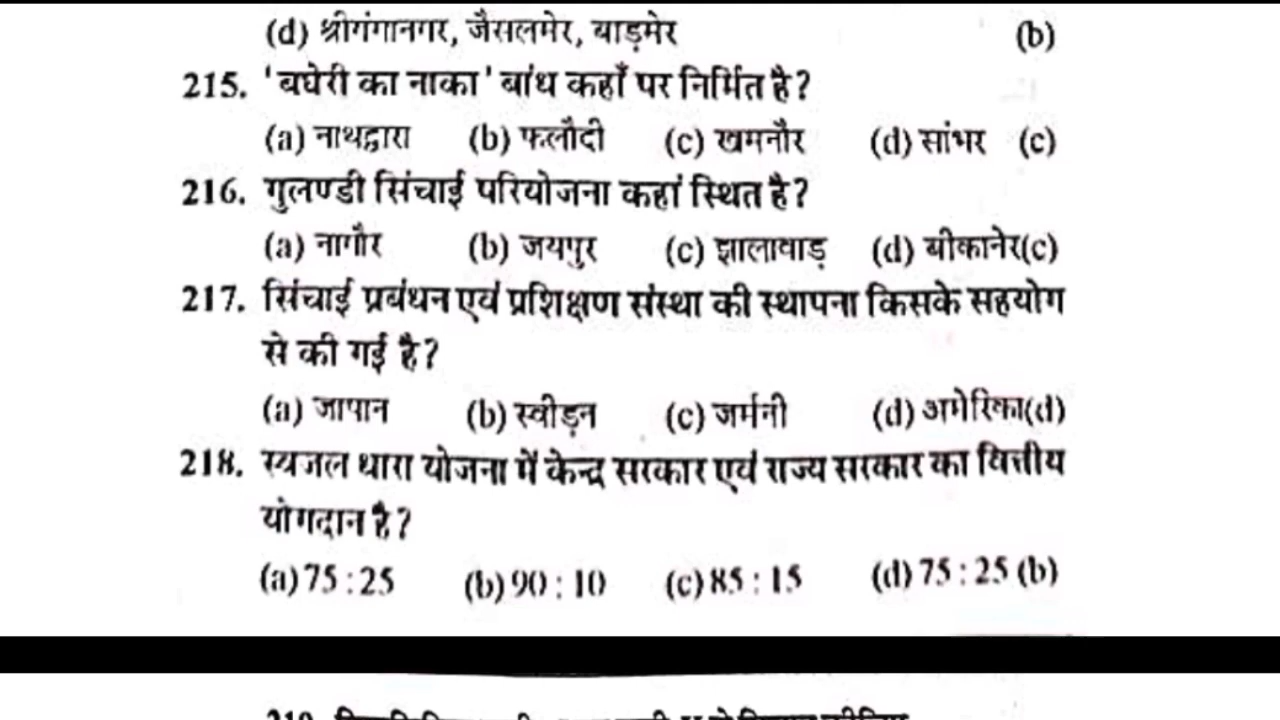 (d) श्रीगंगानगर, जैसलमेर, बाड़मेर (b)
215. 'बघेरी का नाका' बांध कहाँ पर निर्मित है?
(a) नाथद्वारा (b) फलौदी (c) खमनौर (d) सांभर (c)
216. गुलण्डी सिंचाई परियोजना कहां स्थित है?
(a) नागौर (b) जयपुर (c) झालावाड़ (d) बीकानेर(c)
217. सिंचाई प्रबंधन एवं प्रशिक्षण संस्था की स्थापना किसके सहयोग
से की गई है?
(a) जापान (b) स्वीड़न (c) जर्मनी (d) अमेरिका(d)
218. स्वजल धारा योजना में केन्द्र सरकार एवं राज्य सरकार का वित्तीय
योगदान है?
(a) 75 : 25 (b) 90 : 10 (c) 85 : 15 (d) 75 : 25 (b)